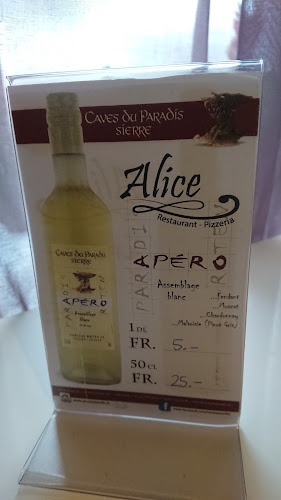 CAVES DU PARADIS
SIERRE
Alice
Restaurant - Pizzeria
CAVES DU PARADIS
SIERRE
APÉRO
APÉRO
Assemblage
blanc
...Fendant
...Muscat
...Chardonnay
...Malvoisie (Pinot Gris)
1 DE
FR. 5.-
50 CL
FR. 25.-